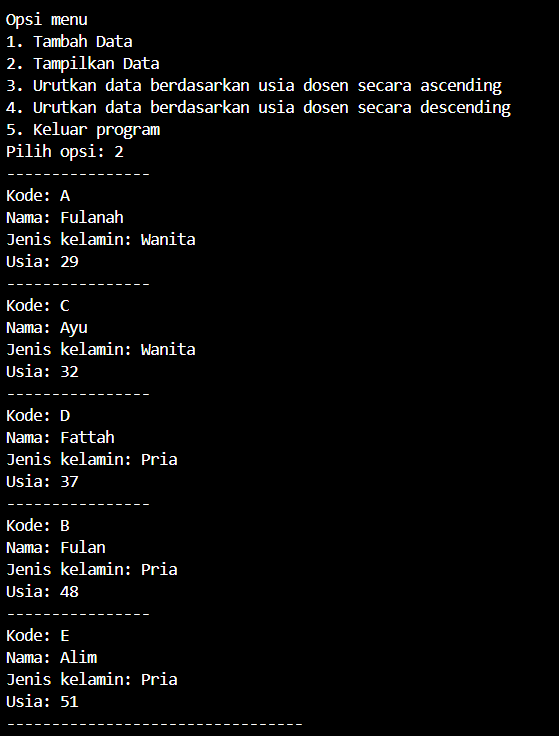 Opsi menu
1. Tambah Data
2. Tampilkan Data
3. Urutkan data berdasarkan usia dosen secara ascending
4. Urutkan data berdasarkan usia dosen secara descending
5. Keluar program
Pilih opsi: 2
----------------
Kode: A
Nama: Fulanah
Jenis kelamin: Wanita
Usia: 29
----------------
Kode: C
Nama: Ayu
Jenis kelamin: Wanita
Usia: 32
----------------
Kode: D
Nama: Fattah
Jenis kelamin: Pria
Usia: 37
----------------
Kode: B
Nama: Fulan
Jenis kelamin: Pria
Usia: 48
----------------
Kode: E
Nama: Alim
Jenis kelamin: Pria
Usia: 51
---------------------------------